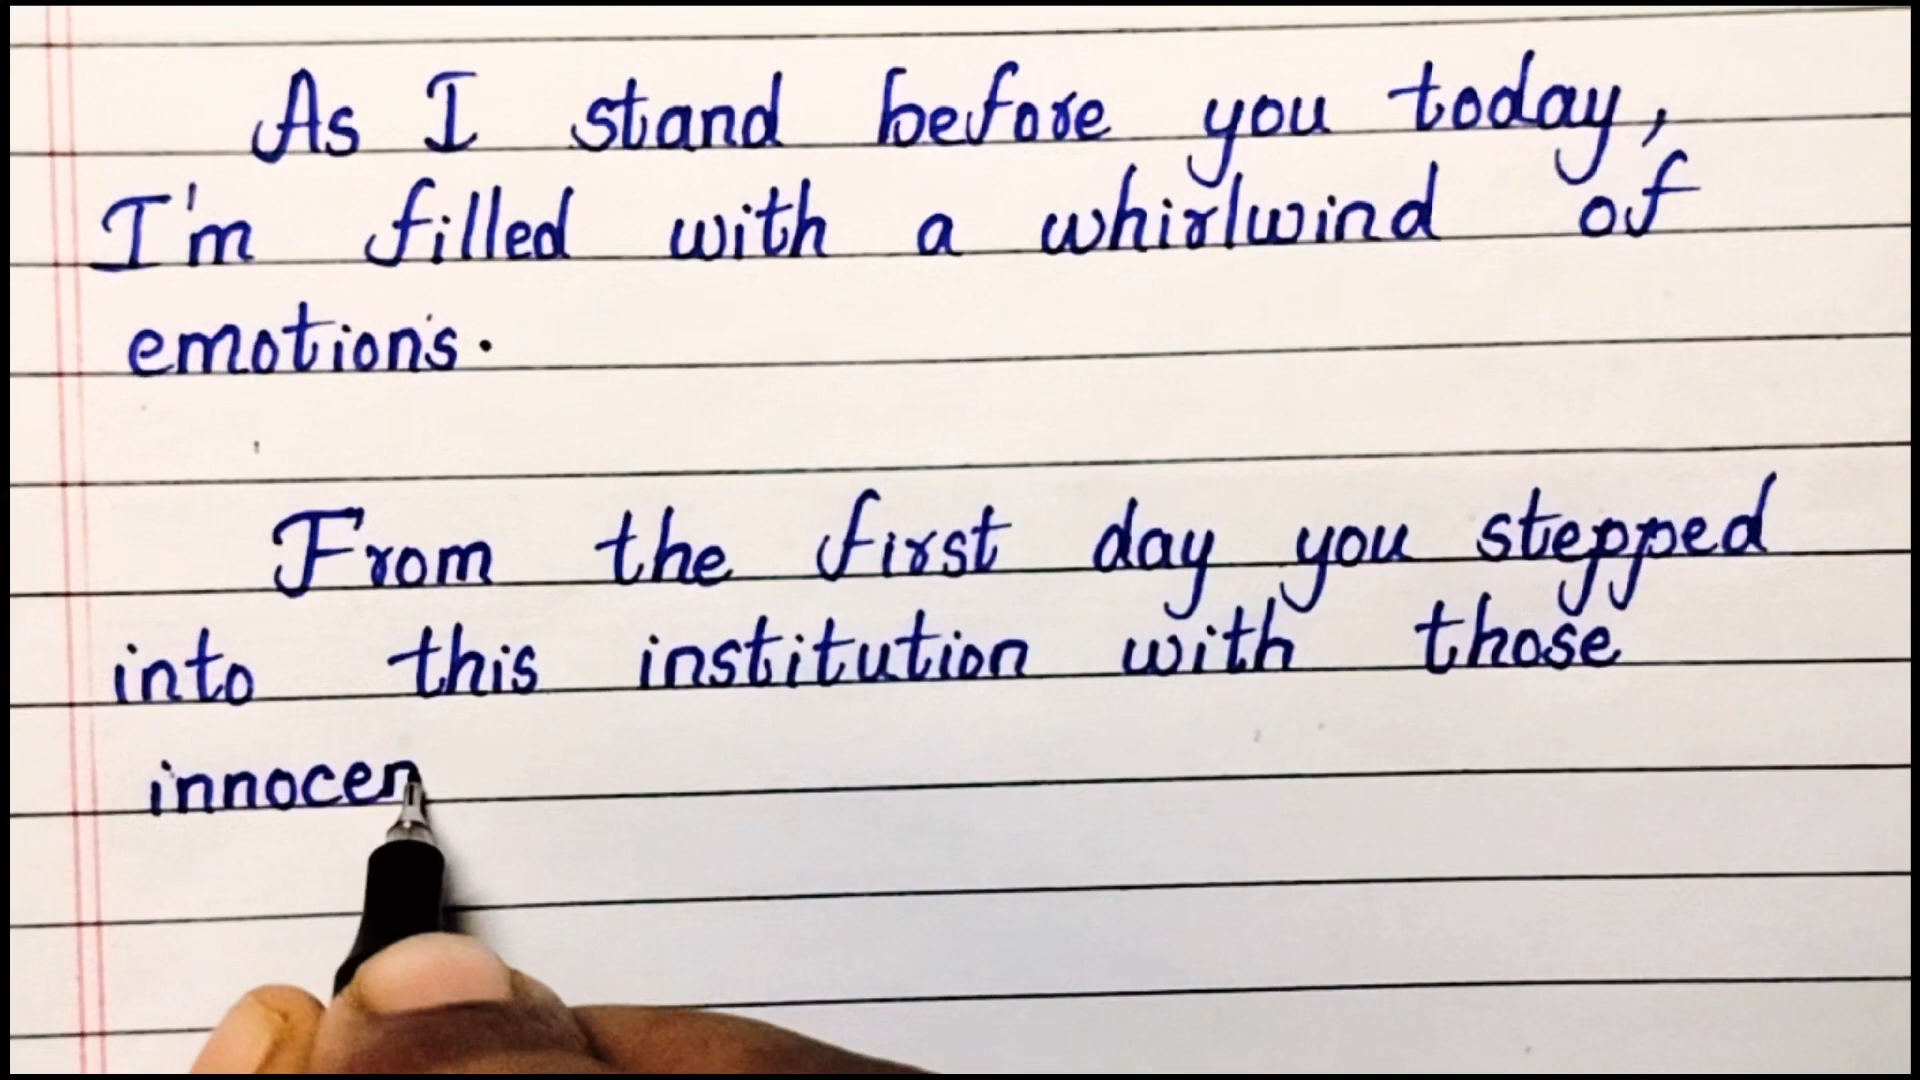 As I stand before you today,
I'm filled with a whirlwind of
emotions.
From the first day you stepped
into this institution with those
innocen